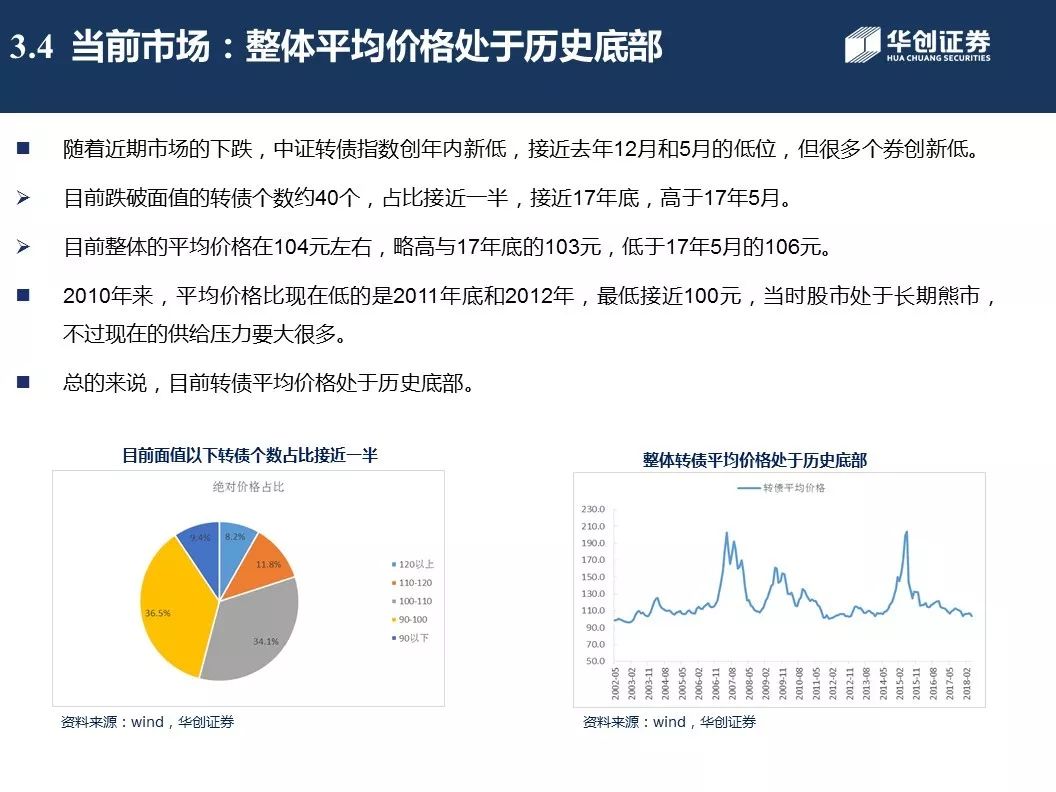 3.4 当前市场：整体平均价格处于历史底部
华创证券
HUA CHUANG SECURITIES
随着近期市场的下跌，中证转债指数创年内新低，接近去年12月和5月的低位，但很多个券创新低。
目前跌破面值的转债个数约40个，占比接近一半，接近17年底，高于17年5月。
目前整体的平均价格在104元左右，略高与17年底的103元，低于17年5月的106元。
2010年来，平均价格比现在低的是2011年底和2012年，最低接近100元，当时股市处于长期熊市，
不过现在的供给压力要大很多。
总的来说，目前转债平均价格处于历史底部。
目前面值以下转债个数占比接近一半
绝对价格占比
9.4%
8.2%
11.8%
36.5%
34.1%
120以上
110-120
100-110
90-100
90以下
资料来源：wind，华创证券
整体转债平均价格处于历史底部
转债平均价格
230.0
210.0
190.0
170.0
150.0
130.0
110.0
90.0
70.0
50.0
2002-05
2003-02
2003-11
2004-08
2005-05
2006-02
2006-11
2007-08
2008-05
2009-02
2009-11
2010-08
2011-05
2012-02
2012-11
2013-08
2014-05
2015-02
2015-11
2016-08
2017-05
2018-02
资料来源：wind，华创证券